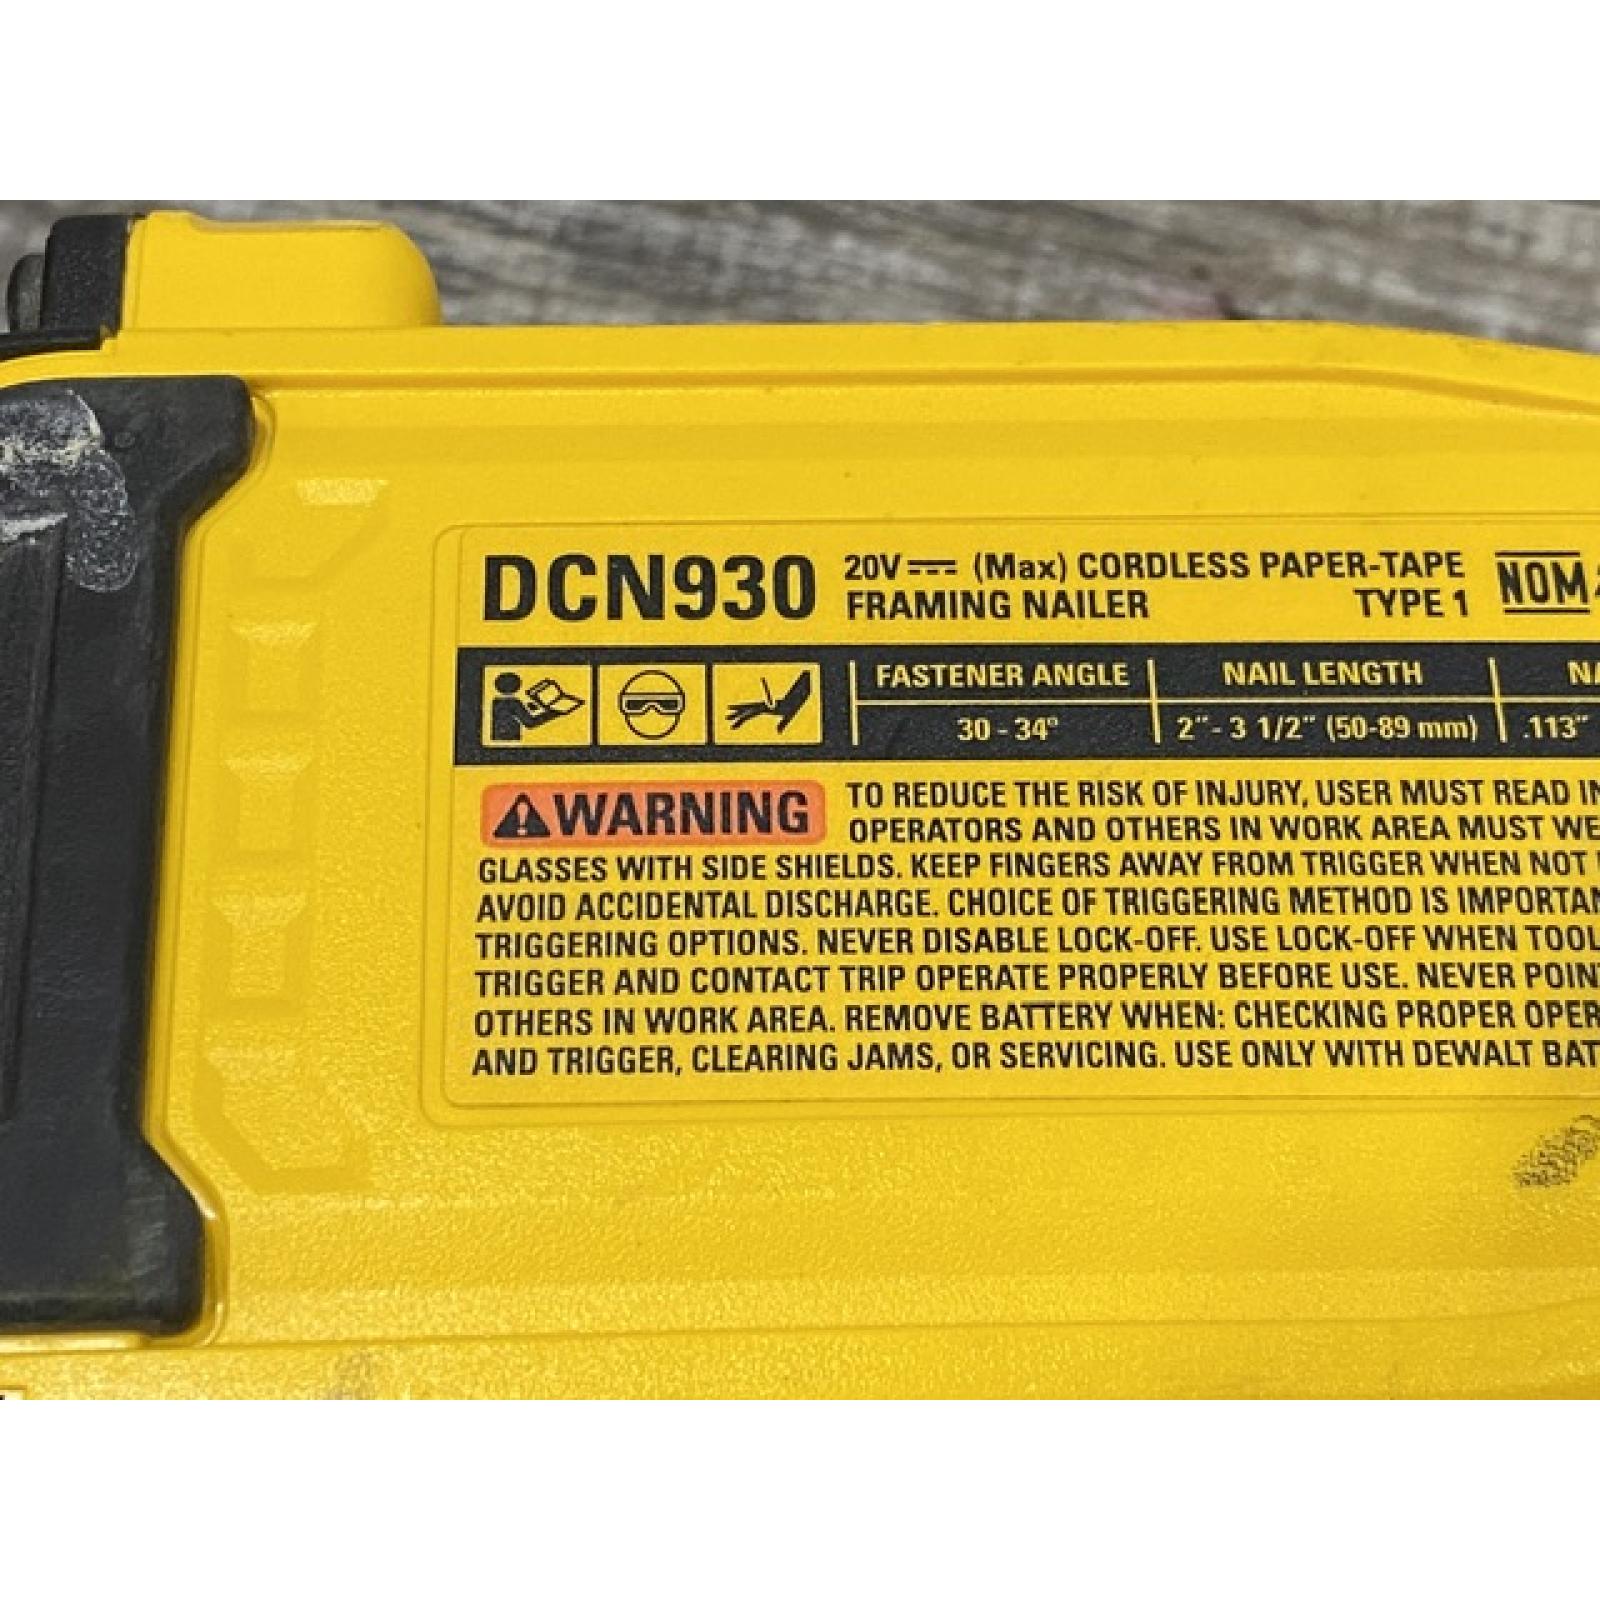 DCN930 20V (Max) CORDLESS PAPER-TAPE
FRAMING NAILER TYPE 1 NOM
FASTENER ANGLE NAIL LENGTH
30 - 34° 2" - 3 1/2" (50-89 mm) .113"
WARNING TO REDUCE THE RISK OF INJURY, USER MUST READ
OPERATORS AND OTHERS IN WORK AREA MUST
GLASSES WITH SIDE SHIELDS. KEEP FINGERS AWAY FROM TRIGGER WHEN NOT
AVOID ACCIDENTAL DISCHARGE. CHOICE OF TRIGGERING METHOD IS
TRIGGERING OPTIONS. NEVER DISABLE LOCK-OFF. USE LOCK-OFF WHEN TOOL
TRIGGER AND CONTACT TRIP OPERATE PROPERLY BEFORE USE. NEVER
OTHERS IN WORK AREA. REMOVE BATTERY WHEN: CHECKING PROPER
AND TRIGGER, CLEARING JAMS, OR SERVICING. USE ONLY WITH DEWALT